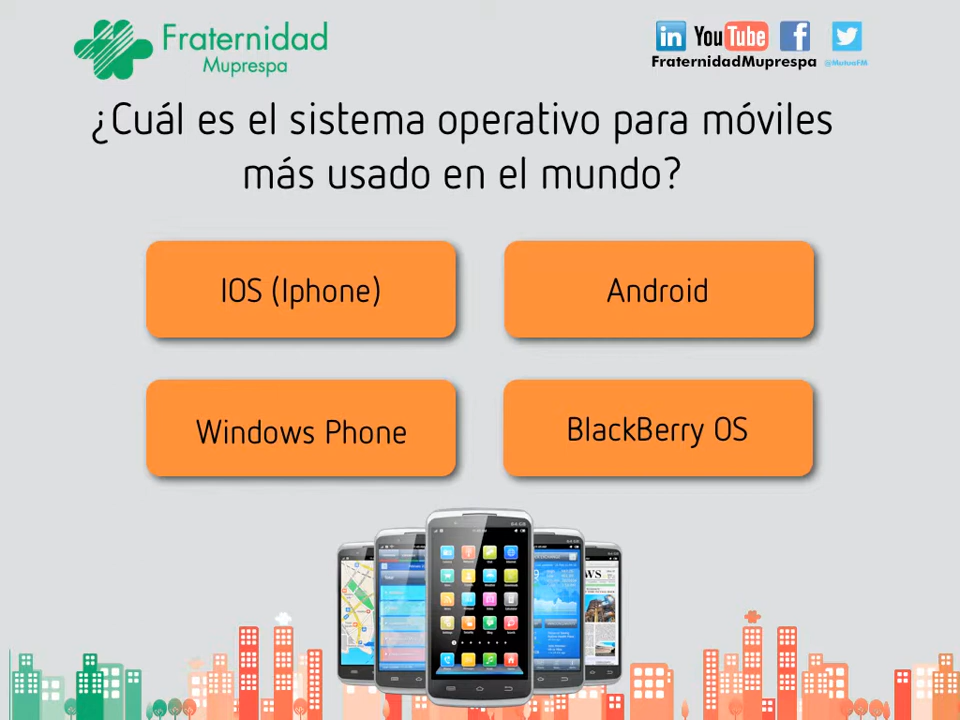 Fraternidad
Muprespa
in YouTube f
FraternidadMuprespa @MutuaFM
¿Cuál es el sistema operativo para móviles
más usado en el mundo?
IOS (Iphone)
Android
Windows Phone
BlackBerry OS